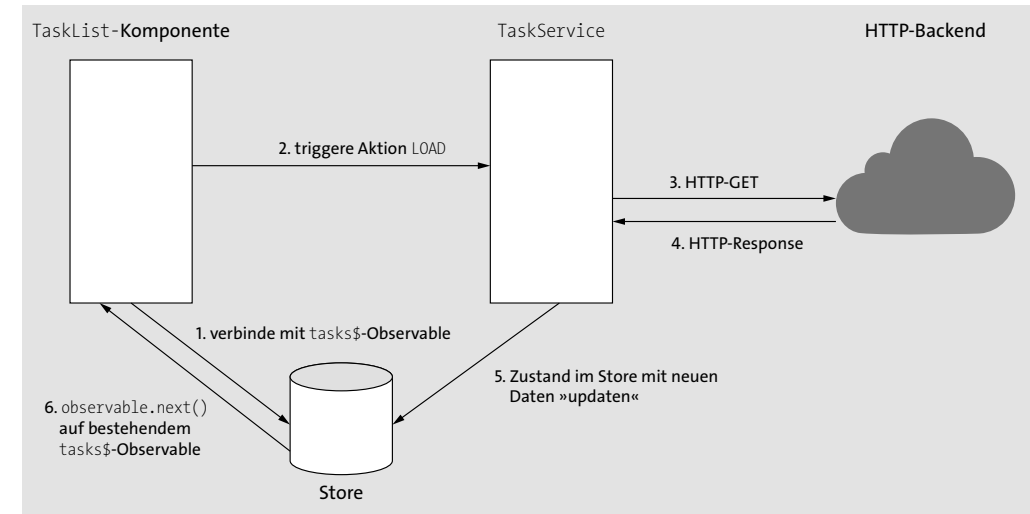 TaskList-Komponente
TaskService
HTTP-Backend
2. triggere Aktion LOAD
3. HTTP-GET
4. HTTP-Response
1. verbinde mit tasks$-Observable
5. Zustand im Store mit neuen
Daten »updaten«
6. observable.next()
auf bestehendem
tasks$-Observable
Store